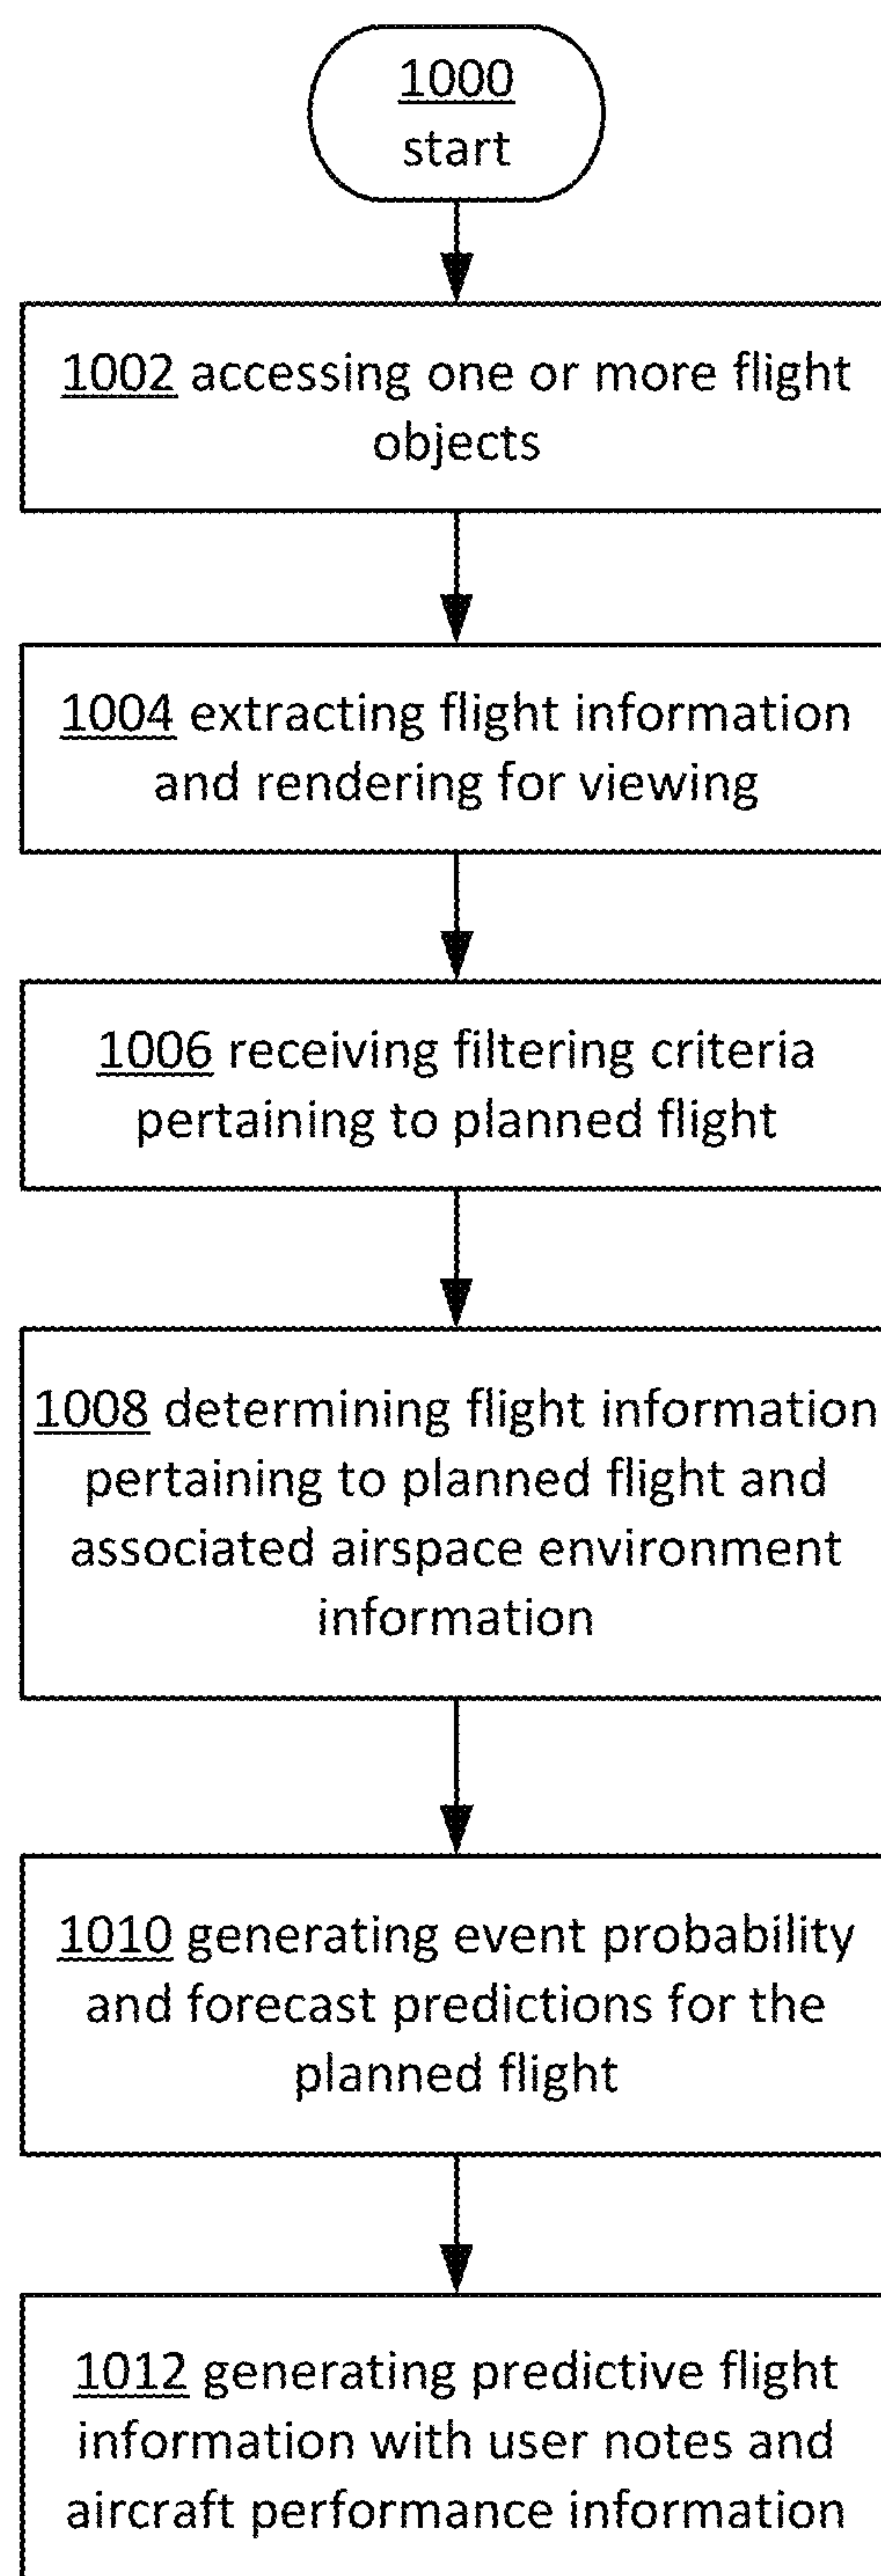 1000
start
1002 accessing one or more flight
objects
1004 extracting flight information
and rendering for viewing
1006 receiving filtering criteria
pertaining to planned flight
1008 determining flight information
pertaining to planned flight and
associated airspace environment
information
1010 generating event probability
and forecast predictions for the
planned flight
1012 generating predictive flight
information with user notes and
aircraft performance information